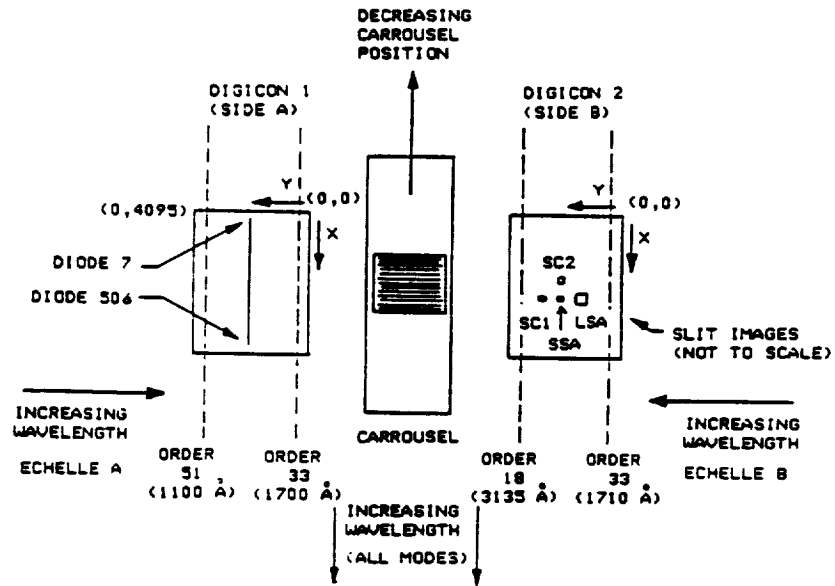 DECREASING
CARROUSEL
POSITION
DIGICON 1
(SIDE A)
DIGICON 2
(SIDE B)
Y
(0,0)
(0,4095)
X
DIODE 7
DIODE 506
Y
(0,0)
X
SC2
SC1
LSA
SSA
SLIT IMAGES
(NOT TO SCALE)
INCREASING
WAVELENGTH
ECHELLE A
ORDER
51
(1100 Å)
ORDER
33
(1700 Å)
CARROUSEL
ORDER
18
(3135 Å)
ORDER
33
(1710 Å)
INCREASING
WAVELENGTH
ECHELLE B
INCREASING
WAVELENGTH
(ALL MODES)